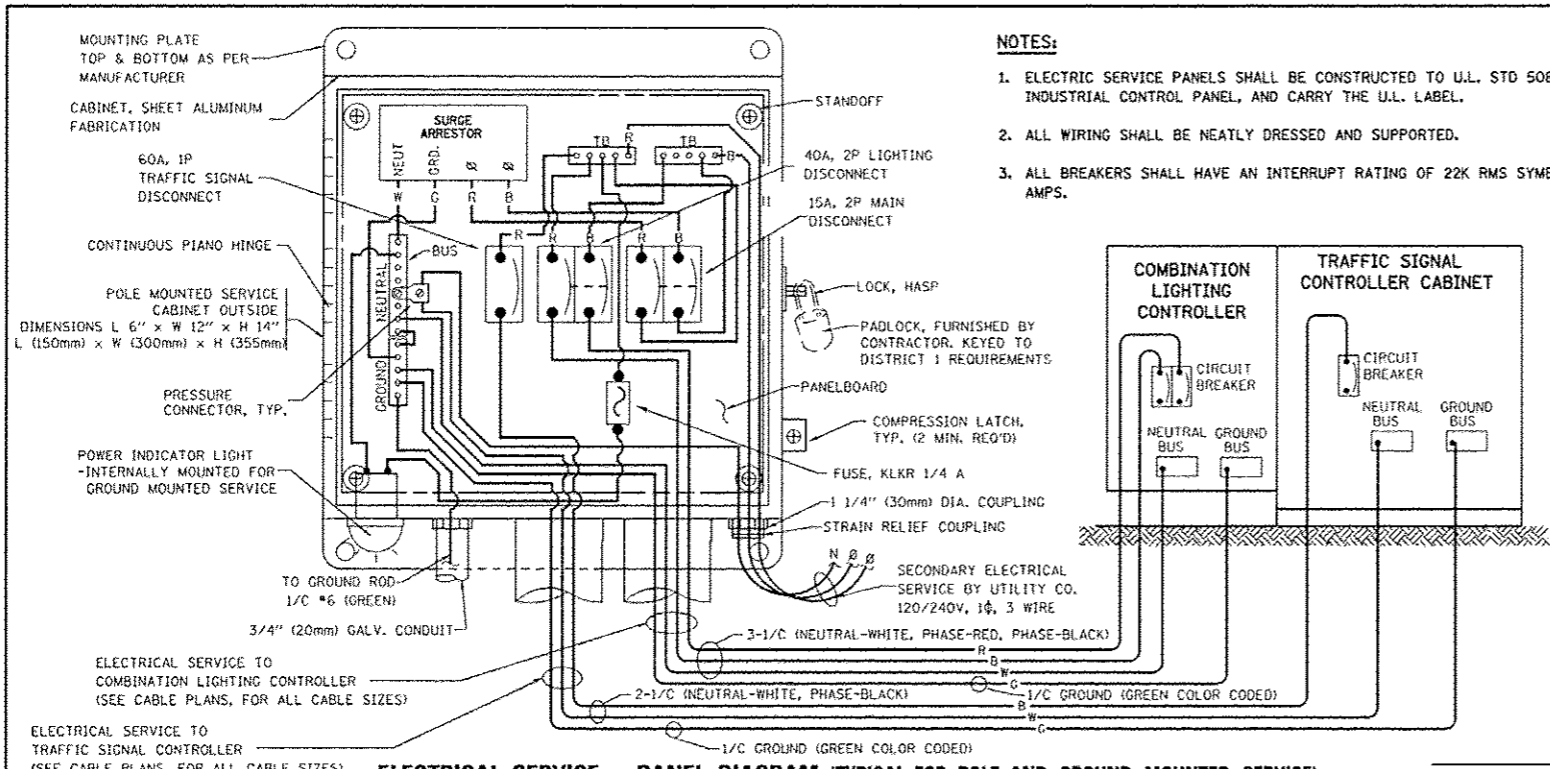 MOUNTING PLATE
TOP & BOTTOM AS PER
MANUFACTURER
CABINET, SHEET ALUMINUM
FABRICATION
60A, 1P
TRAFFIC SIGNAL
DISCONNECT
CONTINUOUS PIANO HINGE
POLE MOUNTED SERVICE
CABINET OUTSIDE
DIMENSIONS L 6" x W 12" x H 14"
L (150mm) x W (300mm) x H (355mm)
PRESSURE
CONNECTOR, TYP.
POWER INDICATOR LIGHT
-INTERNALLY MOUNTED FOR
GROUND MOUNTED SERVICE
TO GROUND ROD
1/C #6 (GREEN)
3/4" (20mm) GALV. CONDUIT
ELECTRICAL SERVICE TO
COMBINATION LIGHTING CONTROLLER
(SEE CABLE PLANS, FOR ALL CABLE SIZES)
ELECTRICAL SERVICE TO
TRAFFIC SIGNAL CONTROLLER
(SEE CABLE PLANS, FOR ALL CABLE SIZES)
SURGE
ARRESTOR
NEUT
GRD.
Ø
Ø
W
G
R
B
TB
R
TB
B
R
R
B
R
B
BUS
NEUTRAL
GROUND
STANDOFF
40A, 2P LIGHTING
DISCONNECT
15A, 2P MAIN
DISCONNECT
LOCK, HASP
PADLOCK, FURNISHED BY
CONTRACTOR. KEYED TO
DISTRICT 1 REQUIREMENTS
PANELBOARD
COMPRESSION LATCH,
TYP. (2 MIN. REQ'D)
FUSE, KLKR 1/4 A
1 1/4" (30mm) DIA. COUPLING
STRAIN RELIEF COUPLING
N Ø Ø
SECONDARY ELECTRICAL
SERVICE BY UTILITY CO.
120/240V, 1ϕ, 3 WIRE
3-1/C (NEUTRAL-WHITE, PHASE-RED, PHASE-BLACK)
R
B
W
G
1/C GROUND (GREEN COLOR CODED)
2-1/C (NEUTRAL-WHITE, PHASE-BLACK)
B
W
G
1/C GROUND (GREEN COLOR CODED)
NOTES:
1. ELECTRIC SERVICE PANELS SHALL BE CONSTRUCTED TO U.L. STD 508
INDUSTRIAL CONTROL PANEL, AND CARRY THE U.L. LABEL.
2. ALL WIRING SHALL BE NEATLY DRESSED AND SUPPORTED.
3. ALL BREAKERS SHALL HAVE AN INTERRUPT RATING OF 22K RMS
AMPS.
COMBINATION
LIGHTING
CONTROLLER
CIRCUIT
BREAKER
NEUTRAL
BUS
GROUND
BUS
TRAFFIC SIGNAL
CONTROLLER CABINET
CIRCUIT
BREAKER
NEUTRAL
BUS
GROUND
BUS
ELECTRICAL SERVICE - PANEL DIAGRAM (TYPICAL FOR POLE AND GROUND MOUNTED SERVICE)